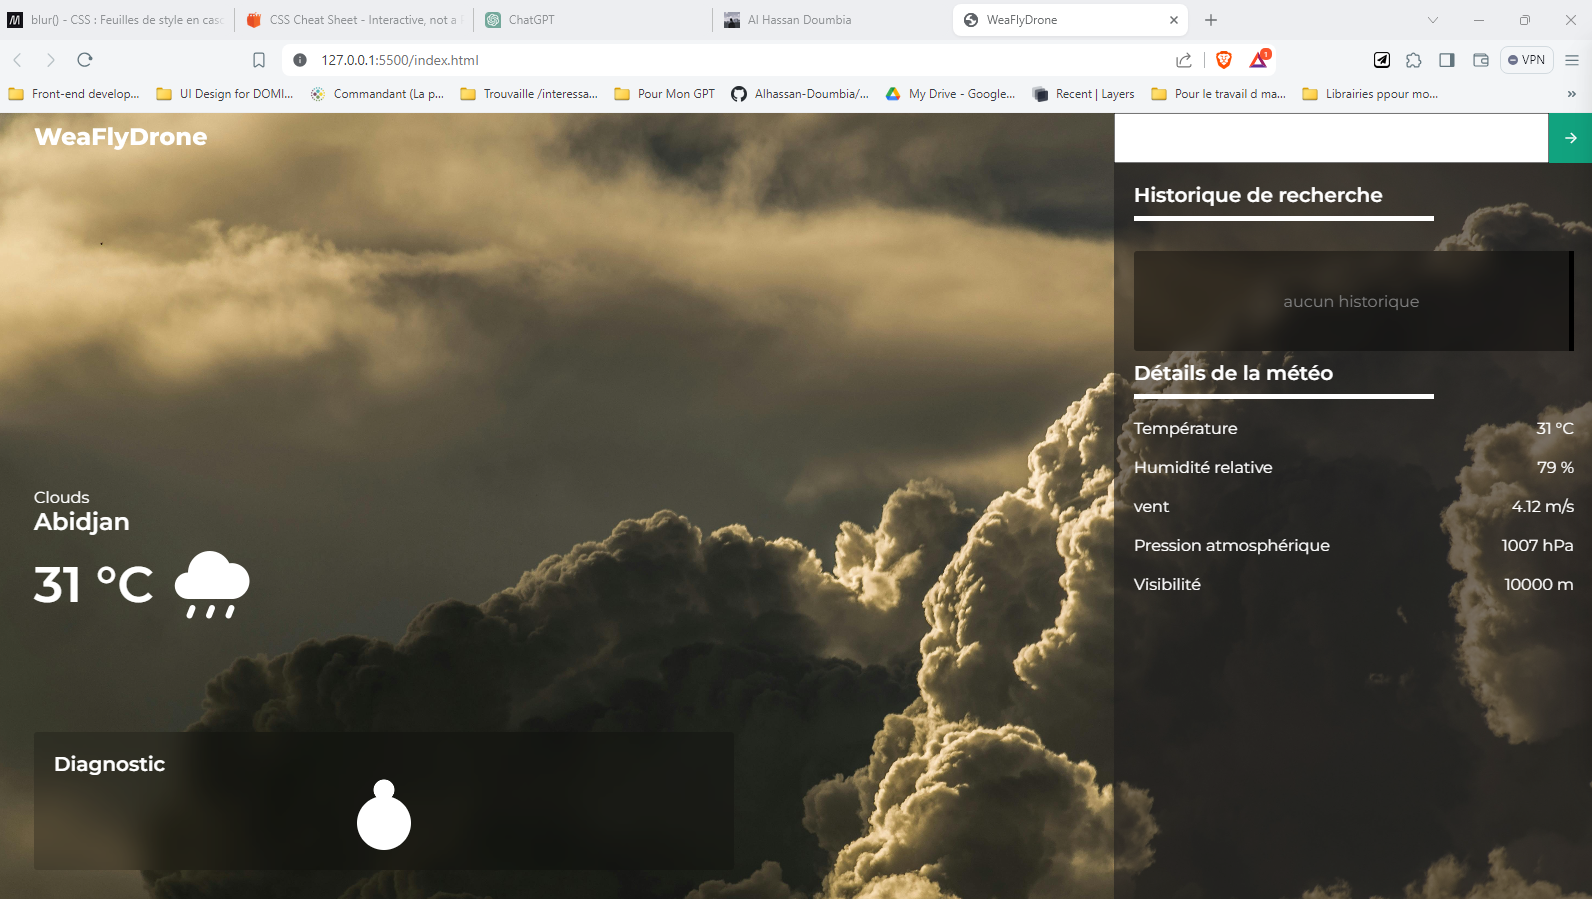 blur() - CSS : Feuilles de style en casc
CSS Cheat Sheet - Interactive, not a
ChatGPT
Al Hassan Doumbia
WeaFlyDrone
127.0.0.1:5500/index.html
1
VPN
Front-end develop...
UI Design for DOMI...
Commandant (La p...
Trouvaille /interessa...
Pour Mon GPT
Alhassan-Doumbia/...
My Drive - Google...
Recent | Layers
Pour le travail d ma...
Librairies ppour mo...
WeaFlyDrone
Historique de recherche
aucun historique
Détails de la météo
Température 31 °C
Humidité relative 79 %
vent 4.12 m/s
Pression atmosphérique 1007 hPa
Visibilité 10000 m
Clouds
Abidjan
31 °C
Diagnostic